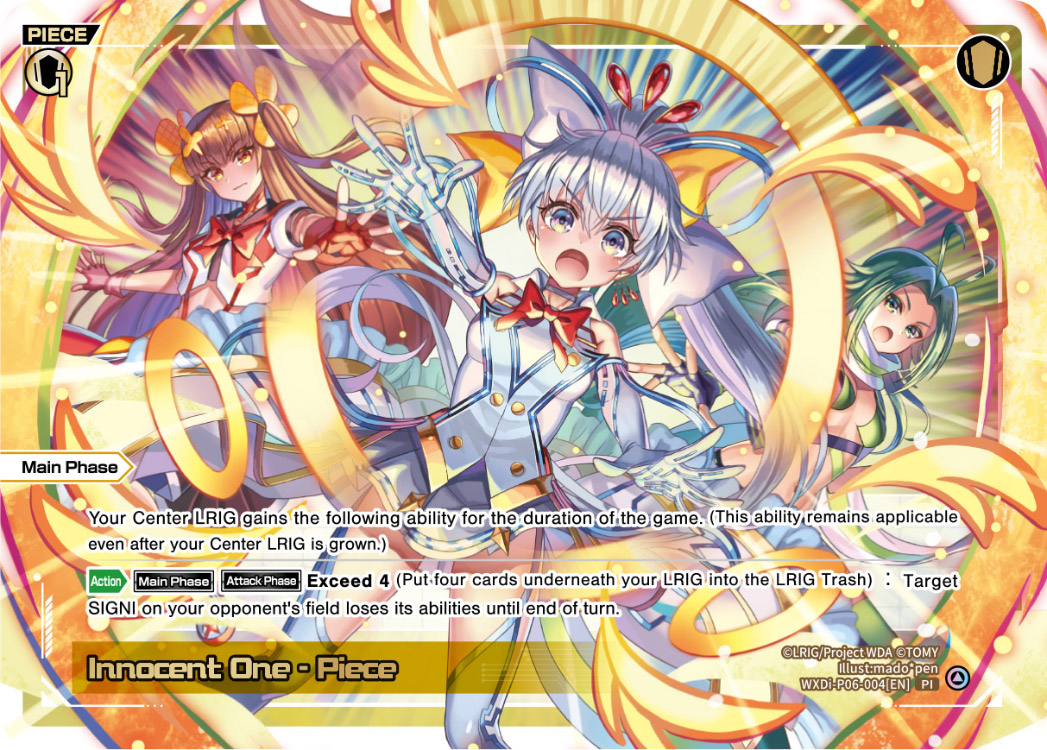 PIECE
Main Phase
Your Center LRIG gains the following ability for the duration of the game. (This ability remains applicable
even after your Center LRIG is grown.)
Action Main Phase Attack Phase Exceed 4 (Put four cards underneath your LRIG into the LRIG Trash) : Target
SIGNI on your opponent's field loses its abilities until end of turn.
Innocent One - Piece
©LRIG/Project WDA ©TOMY
Illust:mado*pen
WXDi-P06-004[EN] PI